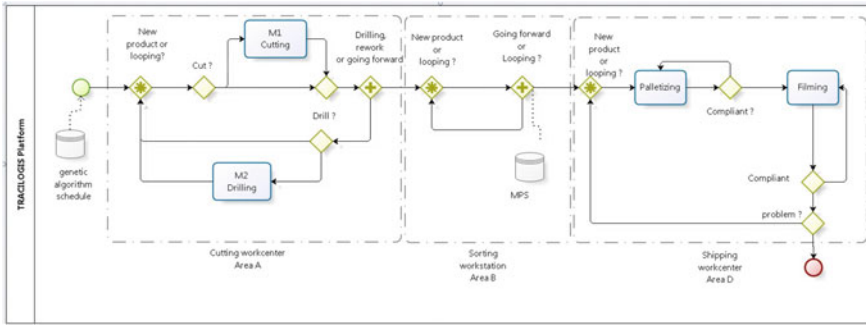 TRACILOGIS Platform
genetic
algorithm
schedule
New
product
or looping?
Cut ?
M1
Cutting
Drilling,
rework
or going forward
Drill ?
M2
Drilling
Cutting workcenter
Area A
New product
or
looping ?
Going forward
or
Looping ?
MPS
Sorting
workstation
Area B
New
product
or
looping ?
Palletizing
Compliant ?
Filming
Compliant
problem ?
Shipping
workcenter
Area D